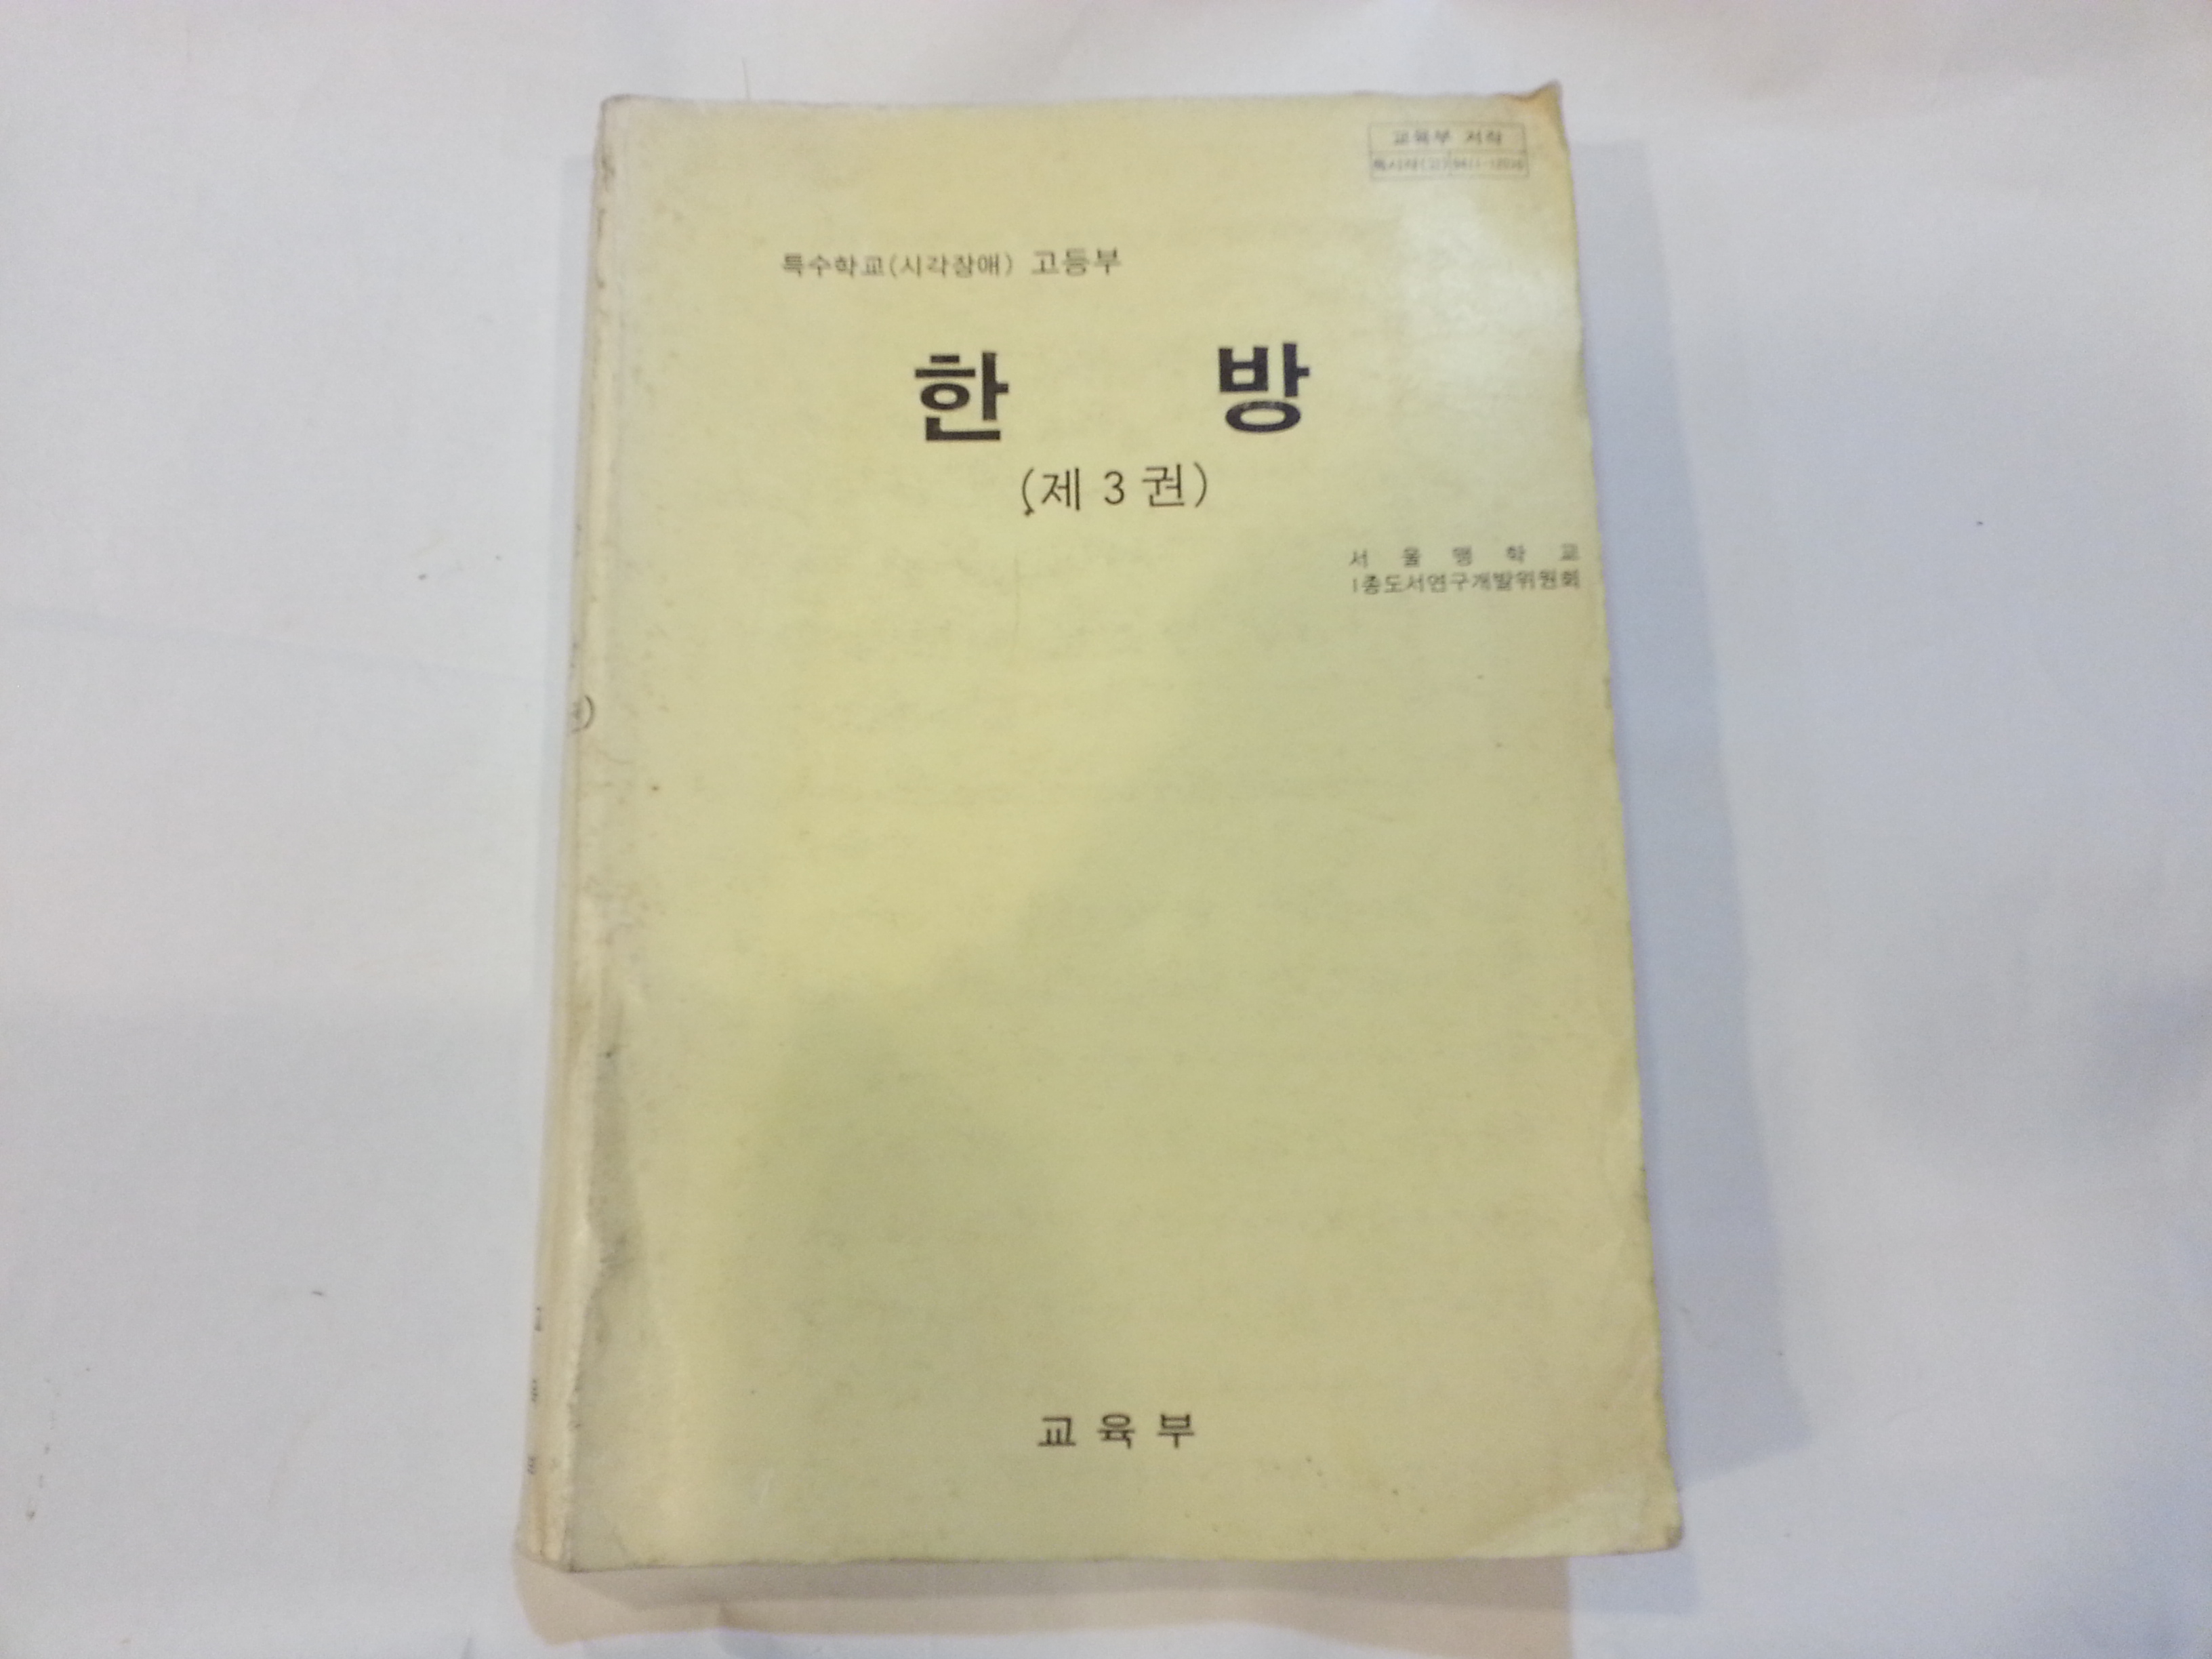 교육부 저작
특수학교(시각장애) 고등부
한 방
(제 3 권)
서 울 맹 학 교
1종도서연구개발위원회
교 육 부